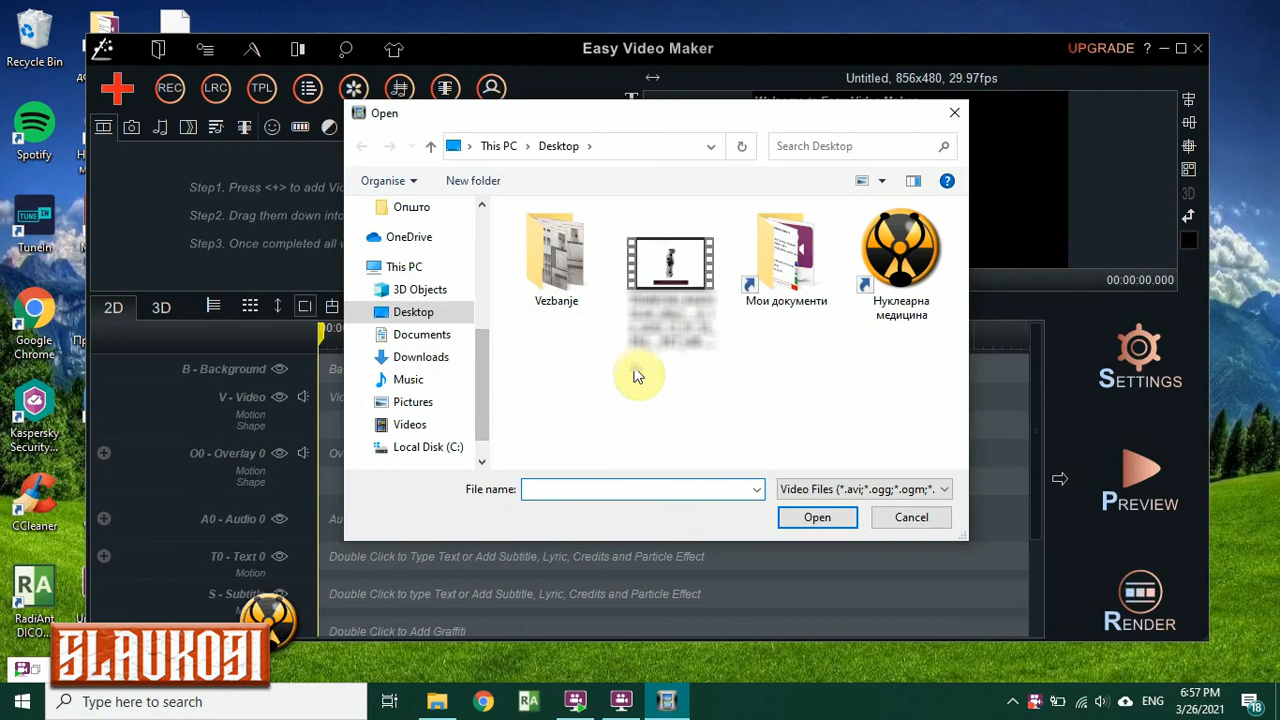 Recycle Bin
Easy Video Maker
UPGRADE
?
REC
LRC
TPL
Untitled, 856x480, 29.97fps
Spotify
TuneIn
Google
Chrome
Kaspersky
Security...
CCleaner
RadiAnt
DICO...
Step1. Press <+> to add Vid
Step2. Drag them down into
Step3. Once completed all w
3D
00:00:00.000
2D
3D
B - Background
V - Video
Motion
Shape
O0 - Overlay 0
Motion
Shape
A0 - Audio 0
T0 - Text 0
Motion
S - Subtitle
Double Click to Type Text or Add Subtitle, Lyric, Credits and Particle Effect
Double Click to type Text or Add Subtitle, Lyric, Credits and Particle Effect
Double Click to Add Graffiti
SETTINGS
PREVIEW
RENDER
Open
This PC
Desktop
Search Desktop
Organise
New folder
Општо
OneDrive
This PC
3D Objects
Desktop
Documents
Downloads
Music
Pictures
Videos
Local Disk (C:)
Vezbanje
Мои документи
Нуклеарна
медицина
File name:
Video Files (*.avi;*.ogg;*.ogm;*.
Open
Cancel
SLAVKO91
Type here to search
RA
ENG
6:57 PM
3/26/2021
18